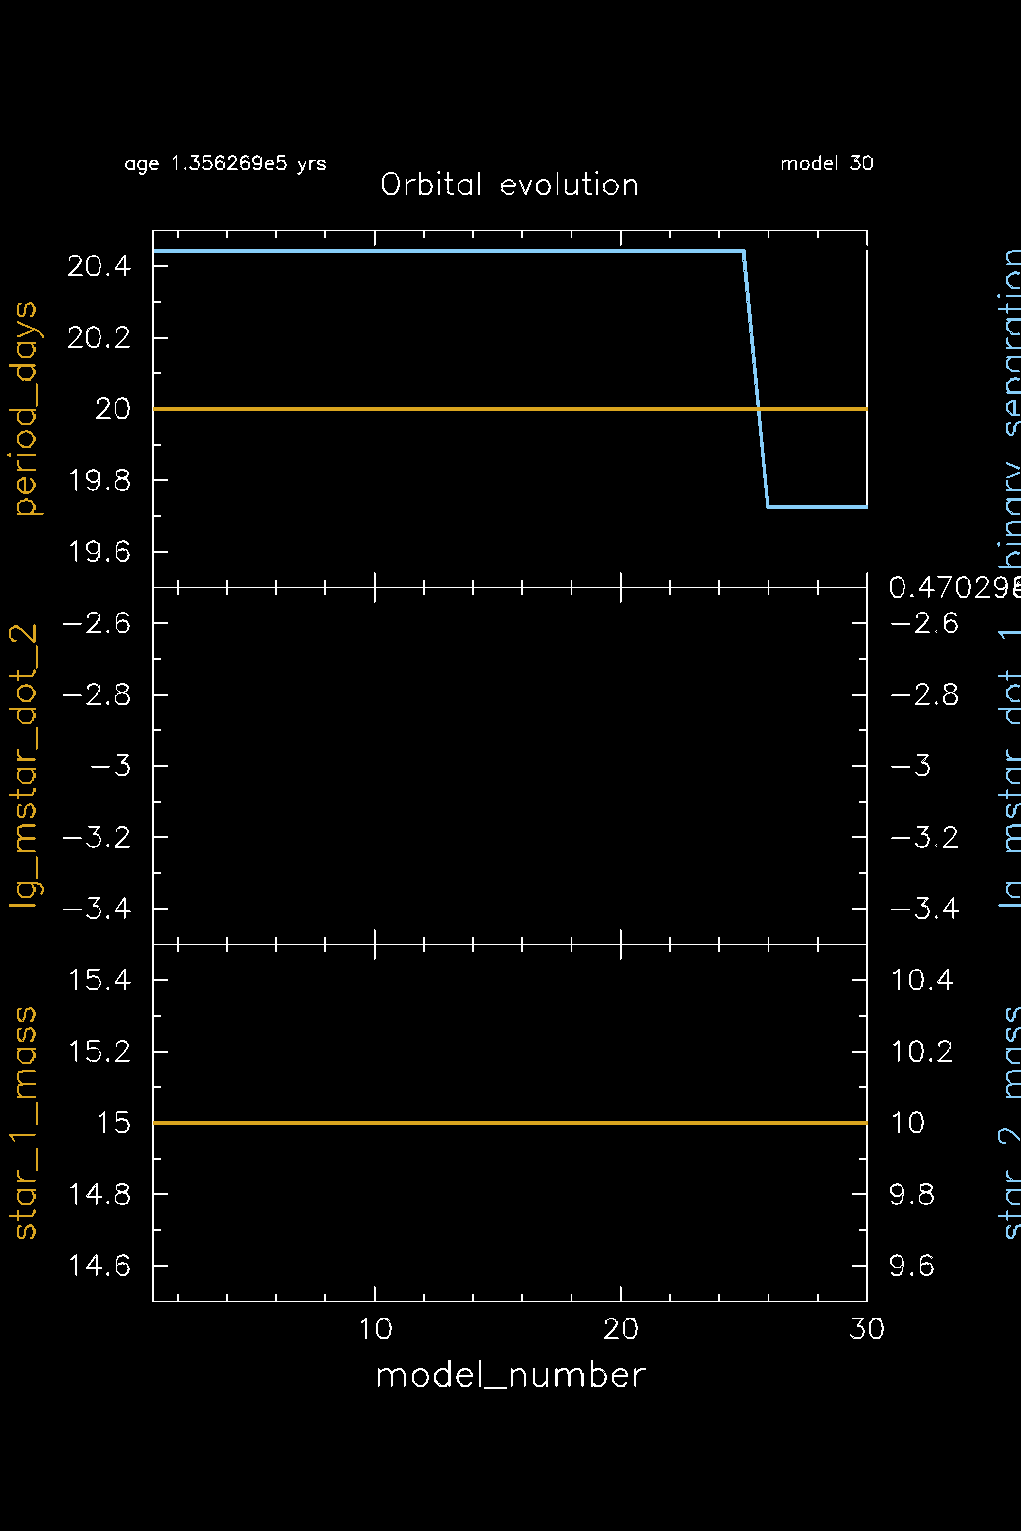 age 1.356269e5 yrs
model 30
Orbital evolution
period_days
20.4
20.2
20
19.8
19.6
binary_separation
lg_mstar_dot_2
−2.6
−2.8
−3
−3.2
−3.4
0.470298
−2.6
−2.8
−3
−3.2
−3.4
lg_mstar_dot_1
star_1_mass
15.4
15.2
15
14.8
14.6
10.4
10.2
10
9.8
9.6
star_2_mass
10
20
30
model_number